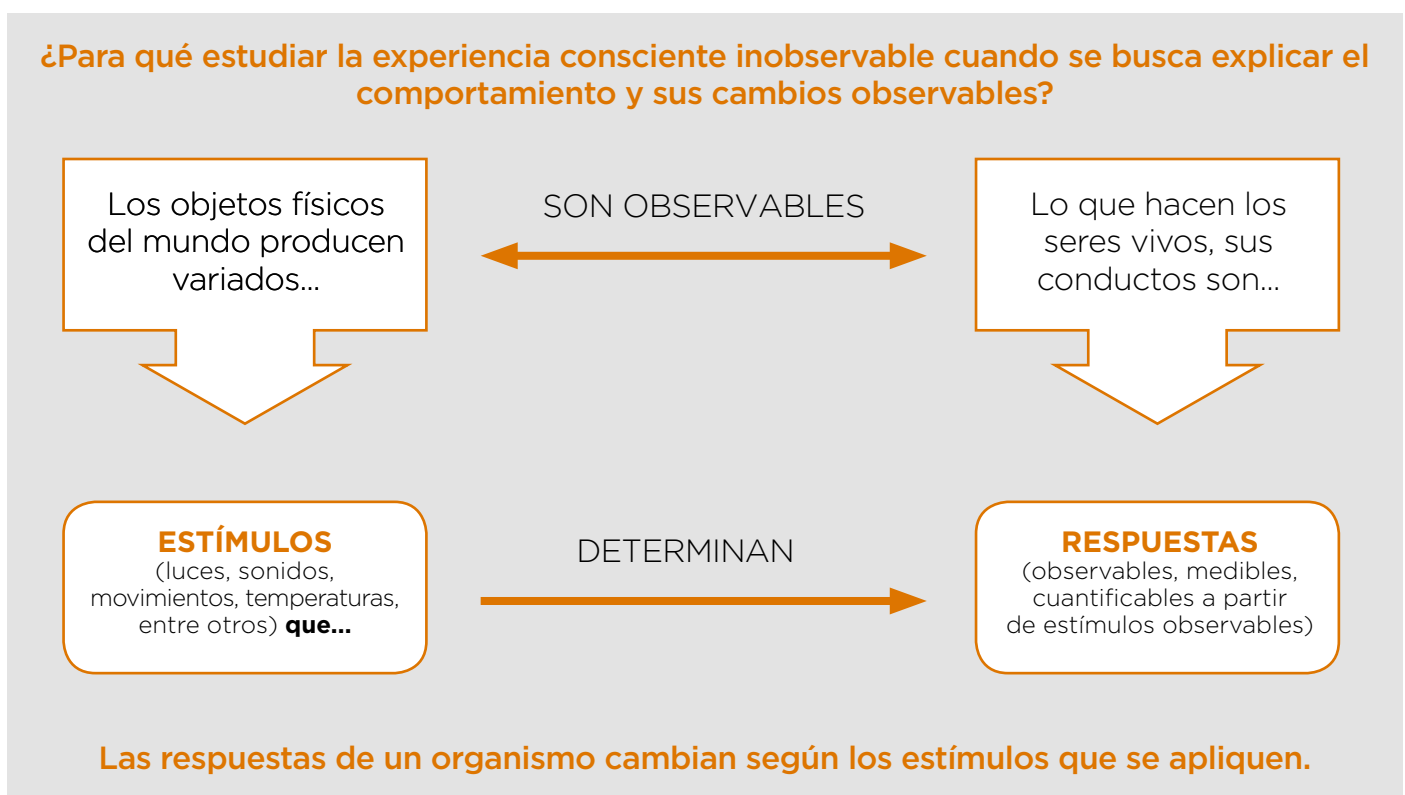 ¿Para qué estudiar la experiencia consciente inobservable cuando se busca explicar el
comportamiento y sus cambios observables?
Los objetos físicos
del mundo producen
variados...
SON OBSERVABLES
Lo que hacen los
seres vivos, sus
conductos son...
ESTÍMULOS
(luces, sonidos,
movimientos, temperaturas,
entre otros) que...
DETERMINAN
RESPUESTAS
(observables, medibles,
cuantificables a partir
de estímulos observables)
Las respuestas de un organismo cambian según los estímulos que se apliquen.